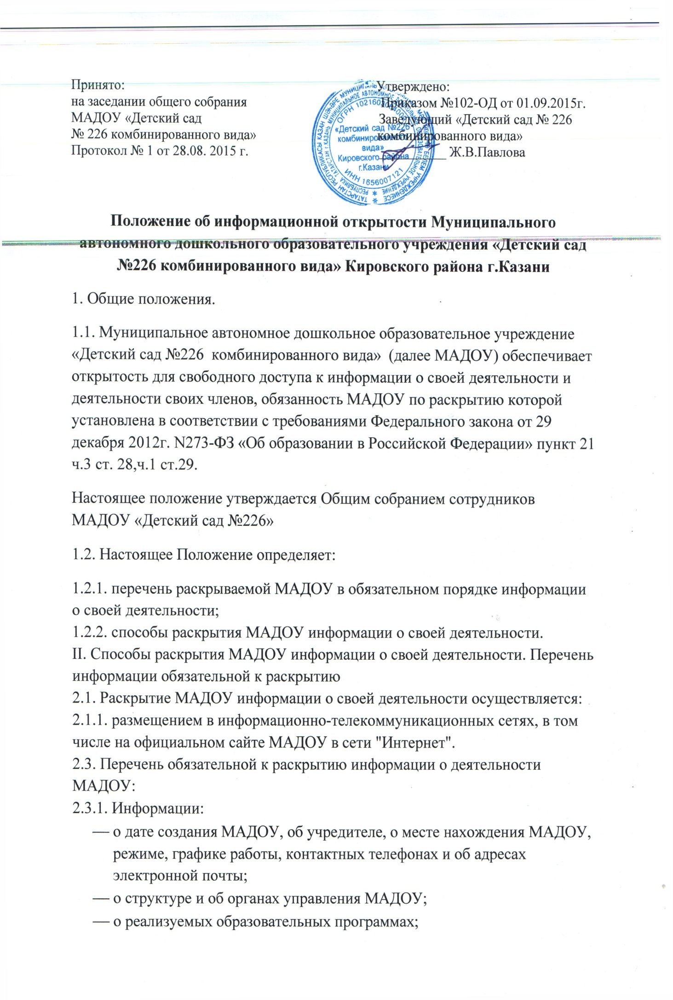 Принято:
на заседании общего собрания
МАДОУ «Детский сад
№ 226 комбинированного вида»
Протокол № 1 от 28.08. 2015 г.
Утверждено:
Приказом №102-ОД от 01.09.2015г.
Заведующий «Детский сад № 226
комбинированного вида»
Ж.В.Павлова
«Детский сад №226
комбинированного
вида»
Кировского района
г.Казани
ИНН 1656007121
Положение об информационной открытости Муниципального
автономного дошкольного образовательного учреждения «Детский сад
№226 комбинированного вида» Кировского района г.Казани
1. Общие положения.
1.1. Муниципальное автономное дошкольное образовательное учреждение
«Детский сад №226 комбинированного вида» (далее МАДОУ) обеспечивает
открытость для свободного доступа к информации о своей деятельности и
деятельности своих членов, обязанность МАДОУ по раскрытию которой
установлена в соответствии с требованиями Федерального закона от 29
декабря 2012г. N273-ФЗ «Об образовании в Российской Федерации» пункт 21
ч.3 ст. 28,ч.1 ст.29.
Настоящее положение утверждается Общим собранием сотрудников
МАДОУ «Детский сад №226»
1.2. Настоящее Положение определяет:
1.2.1. перечень раскрываемой МАДОУ в обязательном порядке информации
о своей деятельности;
1.2.2. способы раскрытия МАДОУ информации о своей деятельности.
II. Способы раскрытия МАДОУ информации о своей деятельности. Перечень
информации обязательной к раскрытию
2.1. Раскрытие МАДОУ информации о своей деятельности осуществляется:
2.1.1. размещением в информационно-телекоммуникационных сетях, в том
числе на официальном сайте МАДОУ в сети "Интернет".
2.3. Перечень обязательной к раскрытию информации о деятельности
МАДОУ:
2.3.1. Информации:
— о дате создания МАДОУ, об учредителе, о месте нахождения МАДОУ,
режиме, графике работы, контактных телефонах и об адресах
электронной почты;
— о структуре и об органах управления МАДОУ;
— о реализуемых образовательных программах;